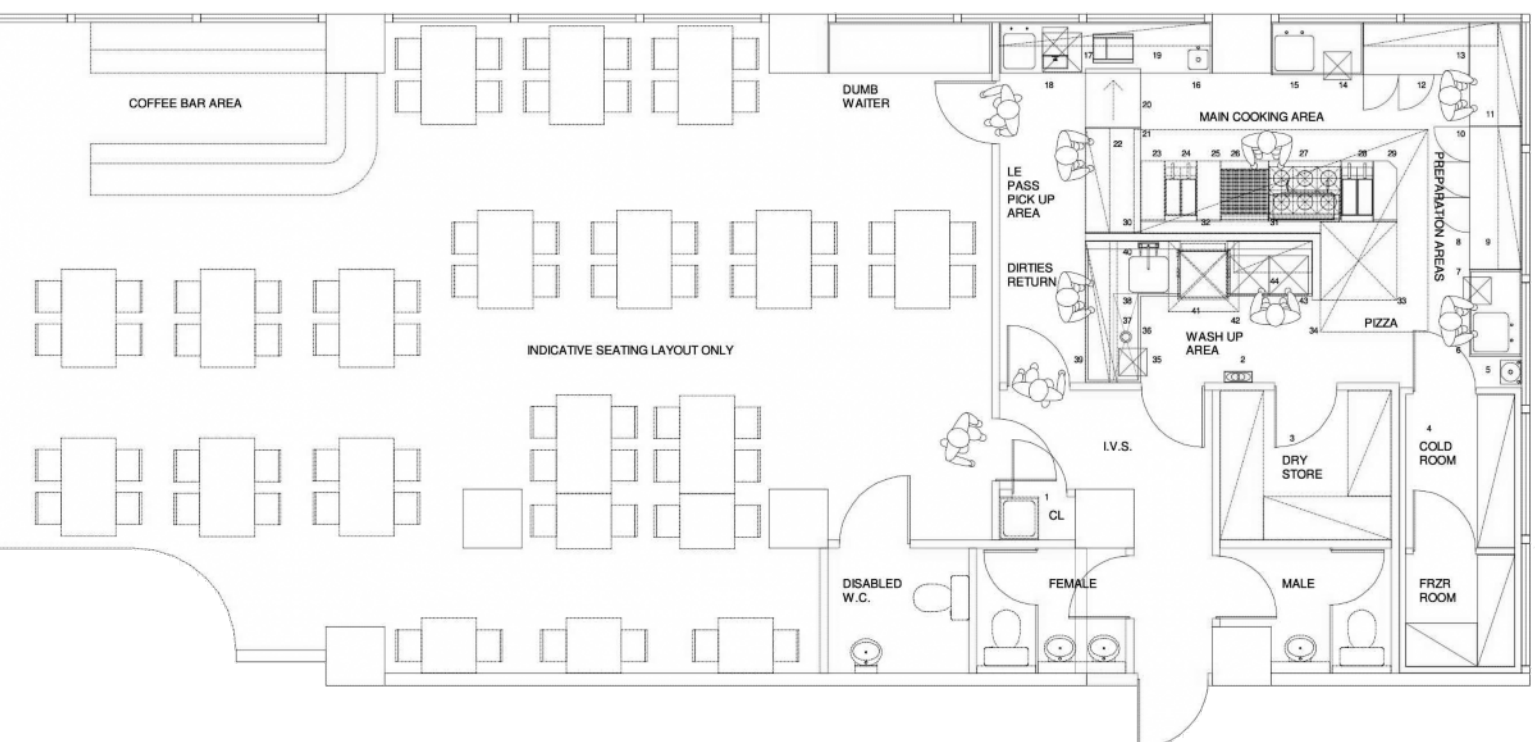 COFFEE BAR AREA
DUMB
WAITER
17
19
13
18
16
15
14
12
11
20
MAIN COOKING AREA
21
10
22
23
24
25
26
27
28
29
LE
PASS
PICK UP
AREA
PREPARATION AREAS
30
32
31
8
9
40
DIRTIES
RETURN
7
44
38
43
33
41
37
42
36
34
PIZZA
WASH UP
AREA
INDICATIVE SEATING LAYOUT ONLY
39
35
2
6
5
4
3
I.V.S.
COLD
ROOM
DRY
STORE
1
CL
DISABLED
W.C.
FEMALE
MALE
FRZR
ROOM